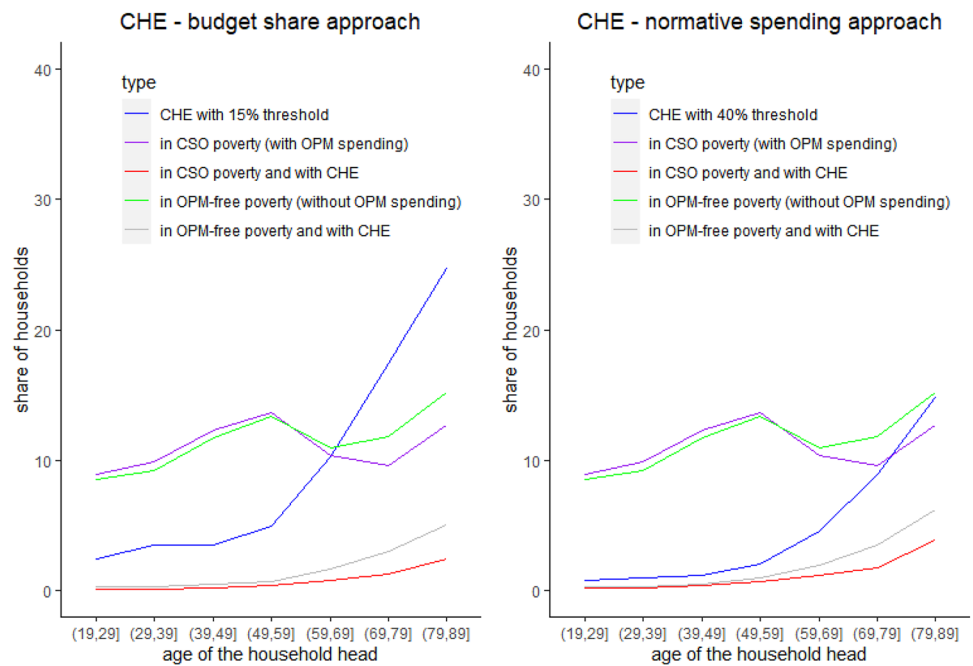 CHE - budget share approach
type
CHE with 15% threshold
in CSO poverty (with OPM spending)
in CSO poverty and with CHE
in OPM-free poverty (without OPM spending)
in OPM-free poverty and with CHE
share of households
40
30
20
10
0
(19,29] (29,39] (39,49] (49,59] (59,69] (69,79] (79,89]
age of the household head
CHE - normative spending approach
type
CHE with 40% threshold
in CSO poverty (with OPM spending)
in CSO poverty and with CHE
in OPM-free poverty (without OPM spending)
in OPM-free poverty and with CHE
share of households
40
30
20
10
0
(19,29] (29,39] (39,49] (49,59] (59,69] (69,79] (79,89]
age of the household head